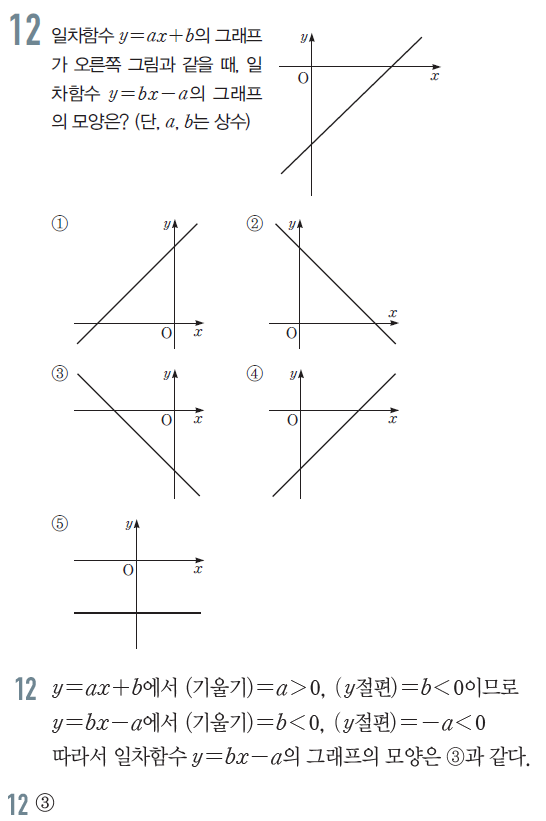 12 일차함수 y=ax+b의 그래프
가 오른쪽 그림과 같을 때, 일
차함수 y=bx-a의 그래프
의 모양은? (단, a, b는 상수)
y
O
x
① y
O x
② y
x
O
③ y
O x
④ y
O x
⑤ y
O x
12 y=ax+b에서 (기울기)=a>0, (y절편)=b<0이므로
y=bx-a에서 (기울기)=b<0, (y절편)=-a<0
따라서 일차함수 y=bx-a의 그래프의 모양은 ③과 같다.
12 ③